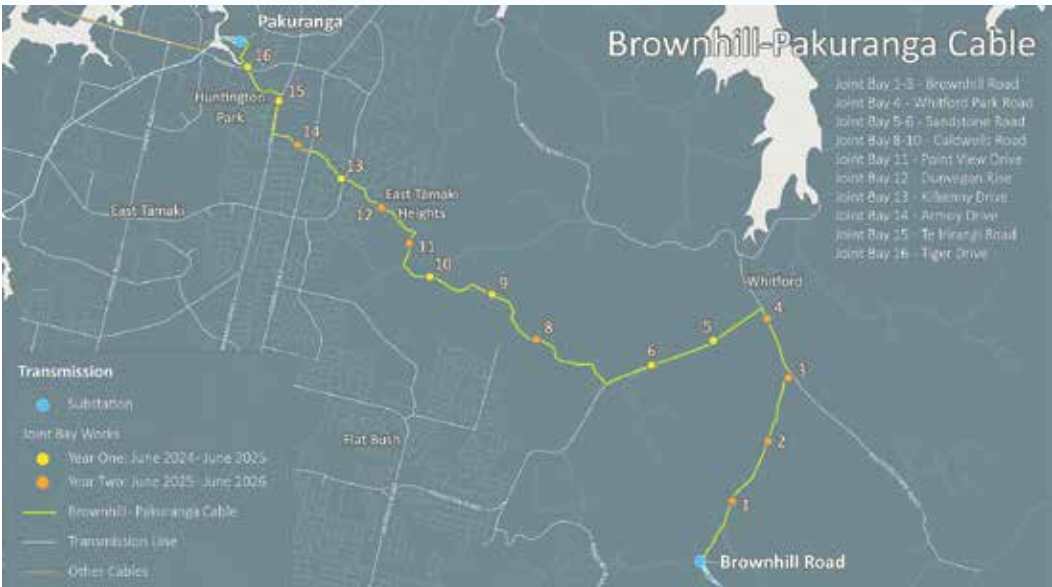 Pakuranga
Brownhill-Pakuranga Cable
Joint Bay 1-3 - Brownhill Road
Joint Bay 4 - Whitford Park Road
Joint Bay 5-6 - Sandstone Road
Joint Bay 8-10 - Caldwells Road
Joint Bay 11 - Point View Drive
Joint Bay 12 - Dunvegan Rise
Joint Bay 13 - Kilkenny Drive
Joint Bay 14 - Armoy Drive
Joint Bay 15 - Te Irirangi Road
Joint Bay 16 - Tiger Drive
16
15
Huntington
Park
14
13
East Tāmaki
Heights
12
East Tāmaki
11
10
9
8
Whitford
4
5
6
3
2
1
Flat Bush
Brownhill Road
Transmission
Substation
Joint Bay Works
Year One: June 2024-June 2025
Year Two: June 2025-June 2026
Brownhill-Pakuranga Cable
Transmission Line
Other Cables